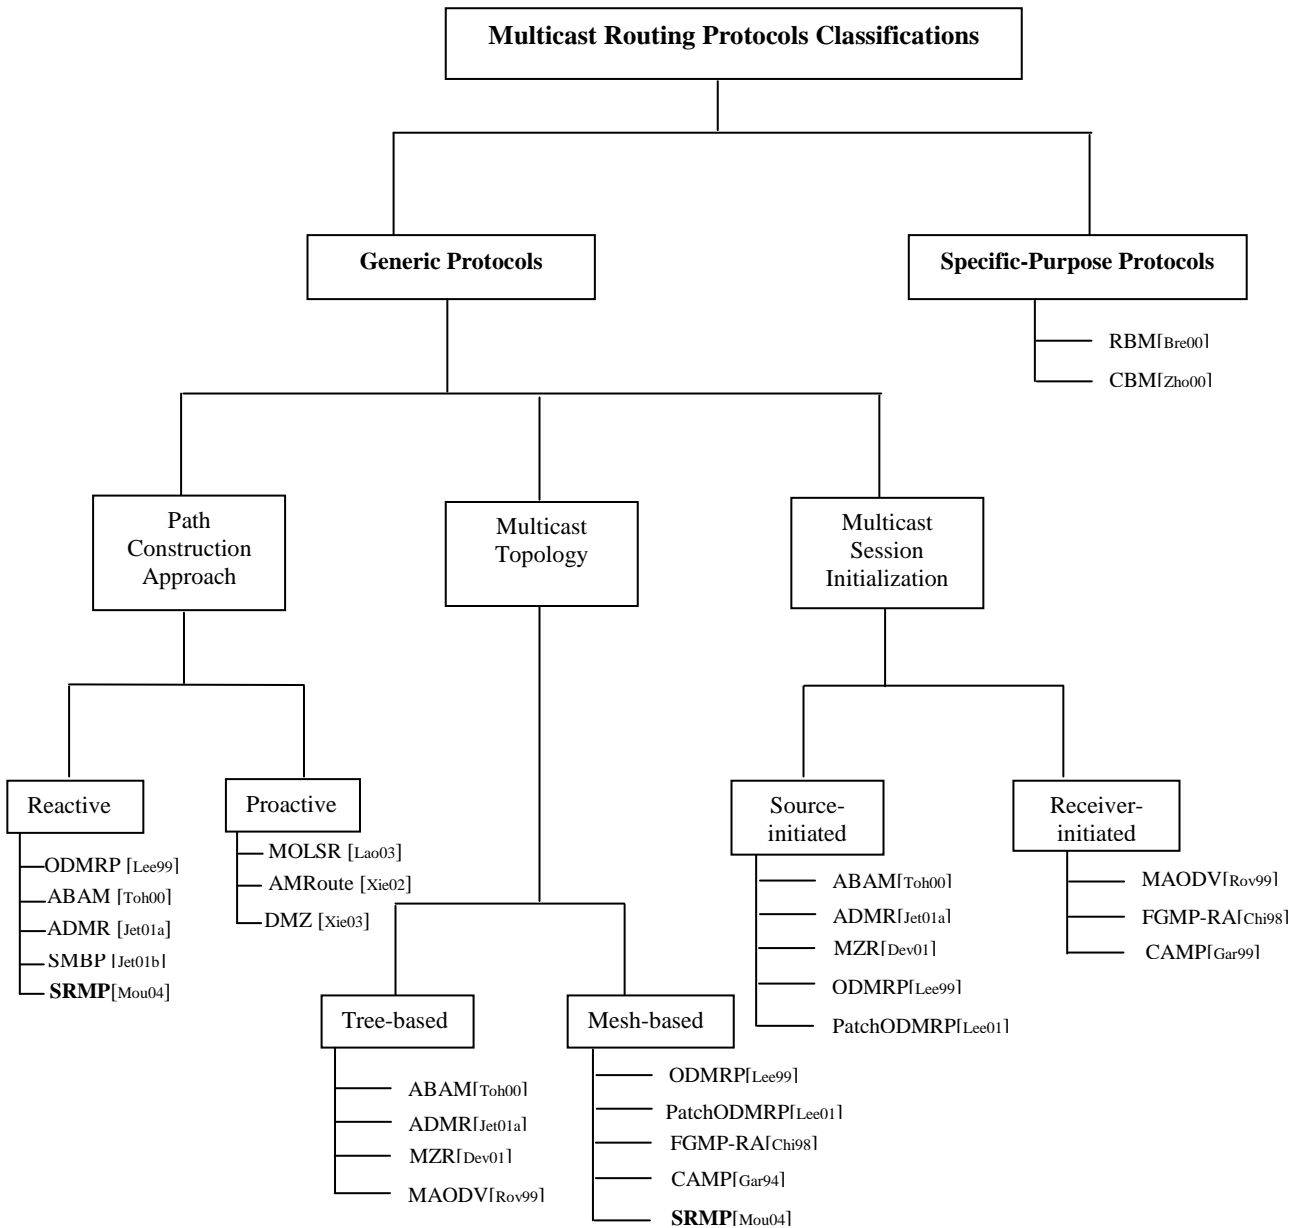 Multicast Routing Protocols Classifications
Generic Protocols
Specific-Purpose Protocols
RBM[Bre00]
CBM[Zho00]
Path
Construction
Approach
Multicast
Topology
Multicast
Session
Initialization
Reactive
ODMRP [Lee99]
ABAM [Toh00]
ADMR [Jet01a]
SMBP [Jet01b]
SRMP[Mou04]
Proactive
MOLSR [Lao03]
AMRoute [Xie02]
DMZ [Xie03]
Tree-based
ABAM[Toh00]
ADMR[Jet01a]
MZR[Dev01]
MAODV[Roy99]
Mesh-based
ODMRP[Lee99]
PatchODMRP[Lee01]
FGMP-RA[Chi98]
CAMP[Gar94]
SRMP[Mou04]
Source-
initiated
ABAM[Toh00]
ADMR[Jet01a]
MZR[Dev01]
ODMRP[Lee99]
PatchODMRP[Lee01]
Receiver-
initiated
MAODV[Roy99]
FGMP-RA[Chi98]
CAMP[Gar99]